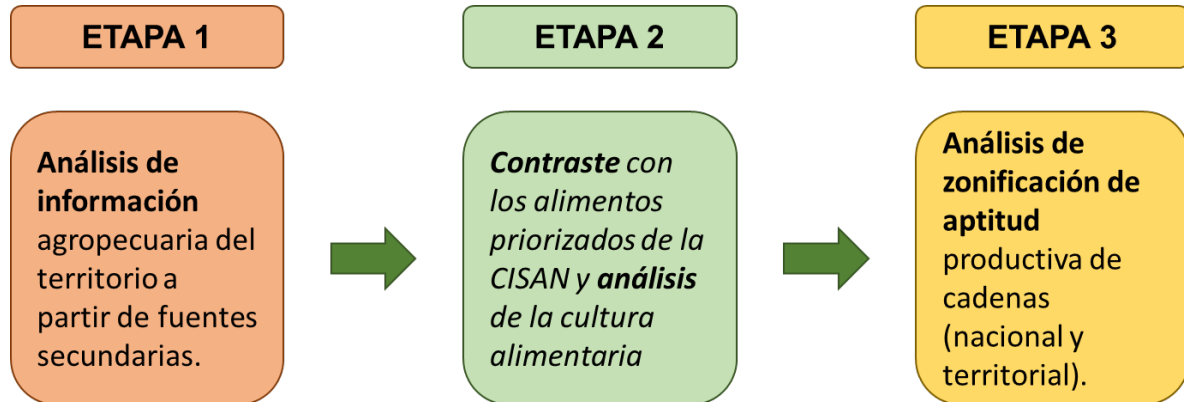 ETAPA 1
Análisis de
información
agropecuaria del
territorio a
partir de fuentes
secundarias.
ETAPA 2
Contraste con
los alimentos
priorizados de la
CISAN y análisis
de la cultura
alimentaria
ETAPA 3
Análisis de
zonificación de
aptitud
productiva de
cadenas
(nacional y
territorial).